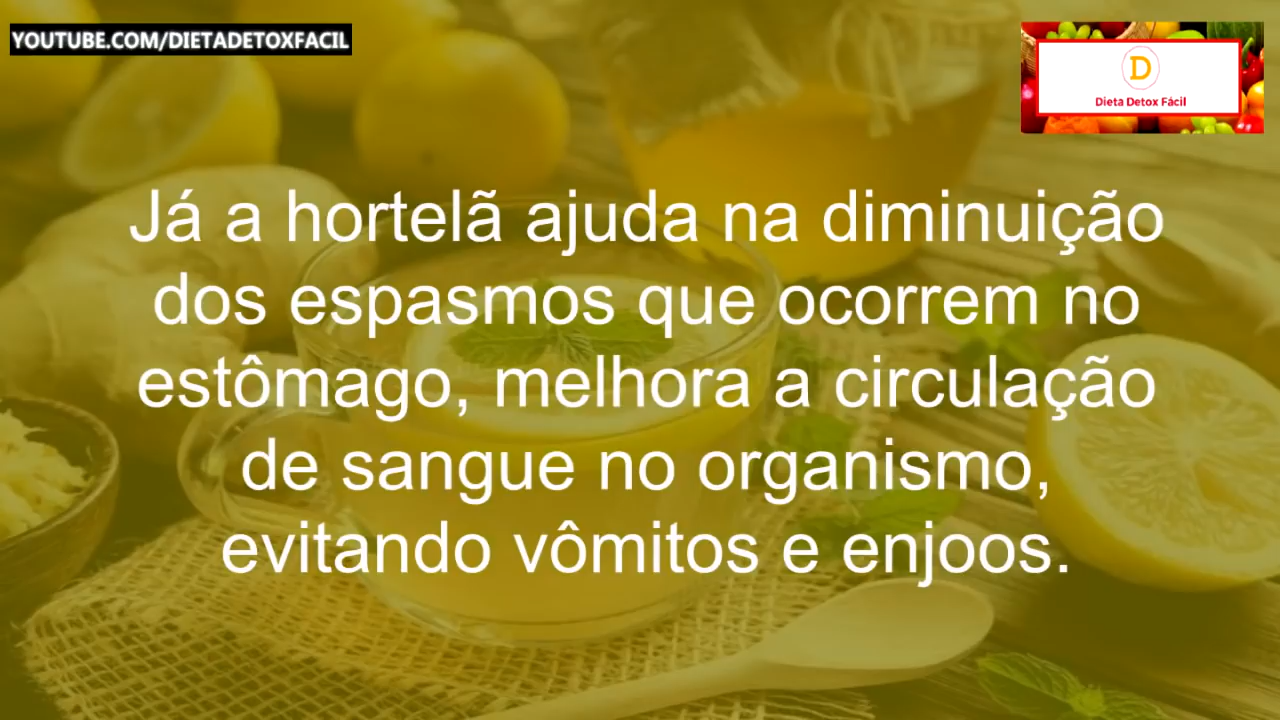 YOUTUBE.COM/DIETADETOXFACIL
D
Dieta Detox Fácil
Já a hortelã ajuda na diminuição
dos espasmos que ocorrem no
estômago, melhora a circulação
de sangue no organismo,
evitando vômitos e enjoos.